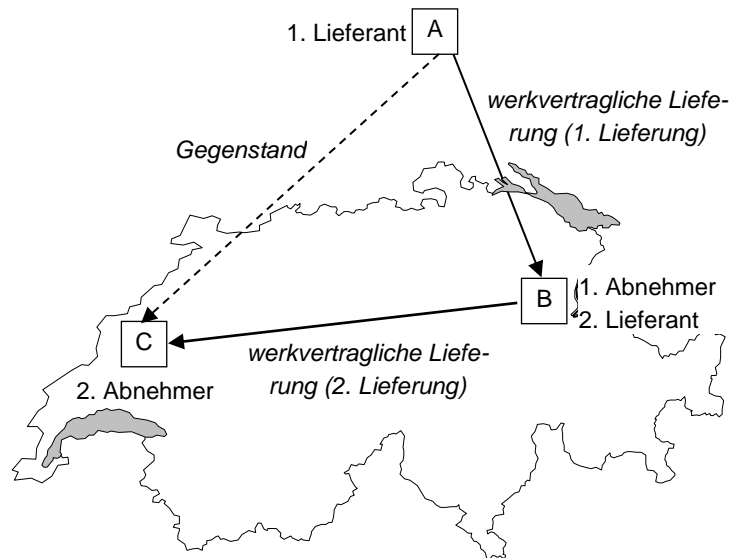 1. Lieferant
A
werkvertragliche Liefe-
rung (1. Lieferung)
Gegenstand
B
1. Abnehmer
2. Lieferant
C
werkvertragliche Liefe-
rung (2. Lieferung)
2. Abnehmer